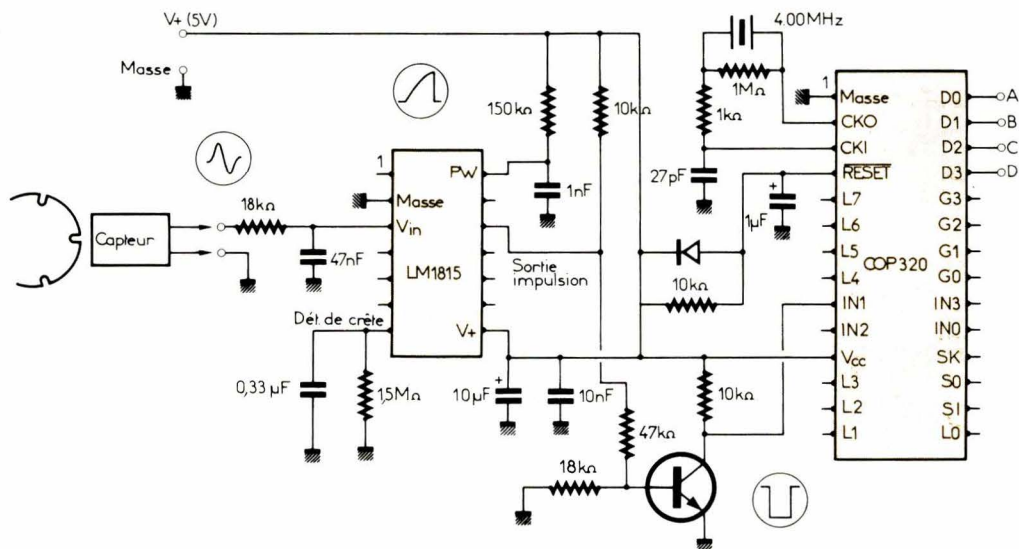 V+ (5V)
Masse
4.00MHz
1MΩ
1kΩ
27pF
1µF
150kΩ
10kΩ
1nF
18kΩ
47nF
Capteur
1
PW
Masse
Vin
LM1815
V+
Sortie
impulsion
Dét. de crête
0,33 µF
1,5MΩ
10µF
+
10nF
47kΩ
18kΩ
10kΩ
10kΩ
+
1
Masse
CKO
CKI
RESET
L7
L6
L5
L4
IN1
IN2
Vcc
L3
L2
L1
COP320
D0
D1
D2
D3
G3
G2
G1
G0
IN3
IN0
SK
S0
SI
L0
A
B
C
D